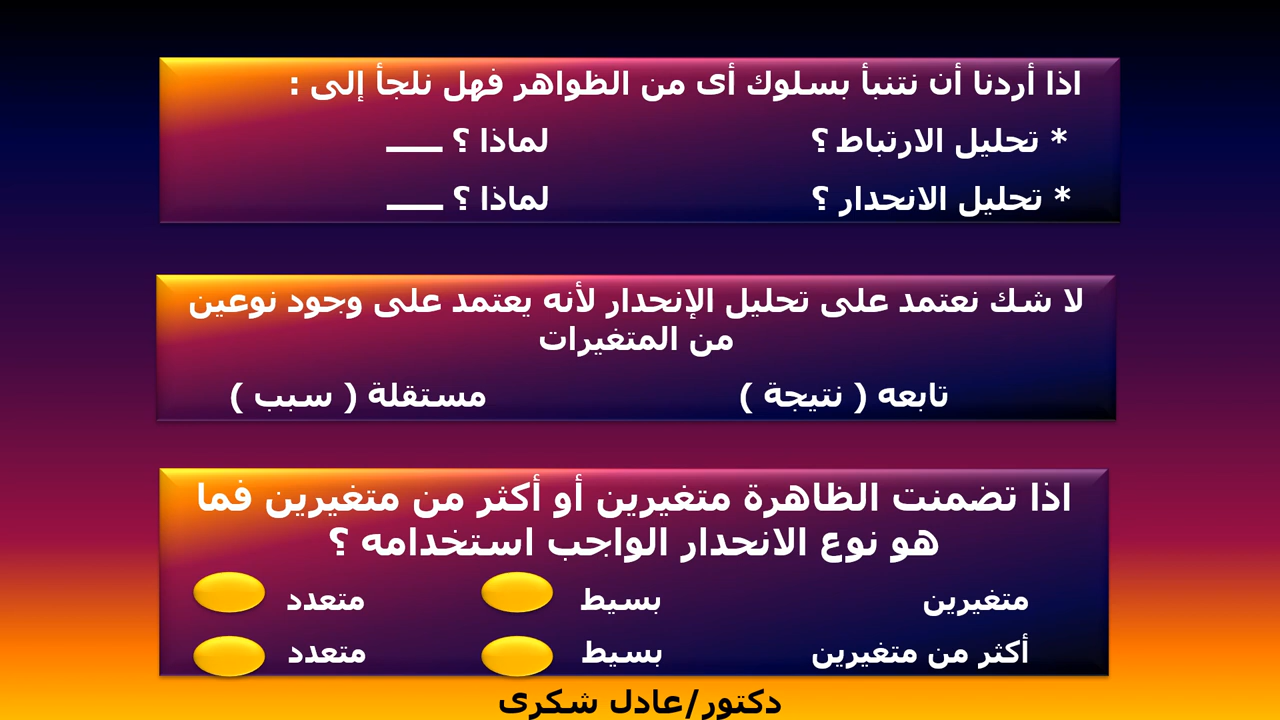 اذا أردنا أن نتنبأ بسلوك أى من الظواهر فهل نلجأ إلى :
* تحليل الارتباط ؟ لماذا ؟ ـــــ
* تحليل الانحدار ؟ لماذا ؟ ـــــ
لا شك نعتمد على تحليل الإنحدار لأنه يعتمد على وجود نوعين
من المتغيرات
تابعه ( نتيجة ) مستقلة ( سبب )
اذا تضمنت الظاهرة متغيرين أو أكثر من متغيرين فما
هو نوع الانحدار الواجب استخدامه ؟
متغيرين بسيط متعدد
أكثر من متغيرين بسيط متعدد
دكتور/عادل شكرى